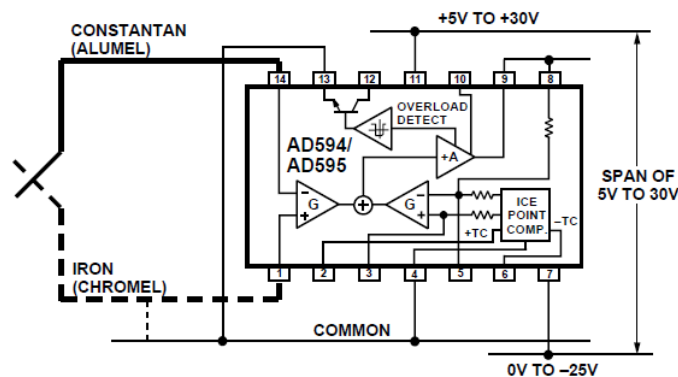 CONSTANTAN
(ALUMEL)
+5V TO +30V
14 13 12 11 10 9 8
OVERLOAD
DETECT
AD594/
AD595
+A
– –
G G
+ +
ICE
POINT
COMP.
–TC
+TC
SPAN OF
5V TO 30V
1 2 3 4 5 6 7
IRON
(CHROMEL)
COMMON
0V TO –25V